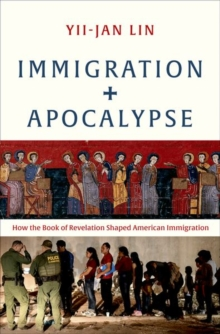 YII-JAN LIN
IMMIGRATION
+
APOCALYPSE
How the Book of Revelation Shaped American Immigration